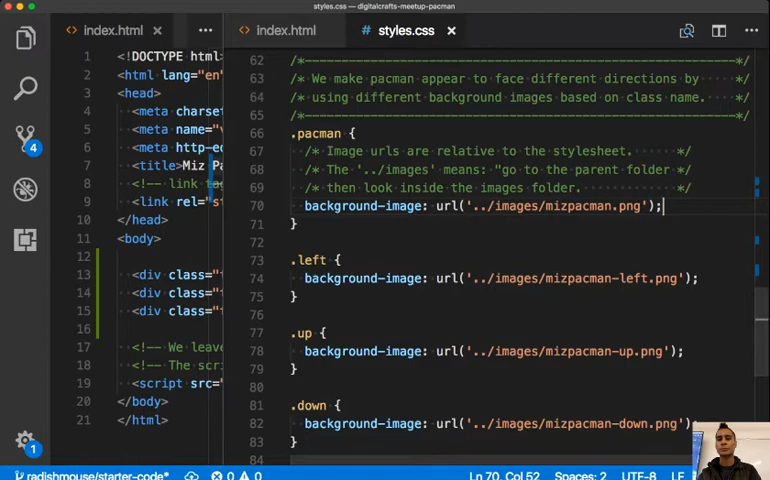 styles.css — digitalcrafts-meetup-pacman
index.html
index.html
styles.css
1 <!DOCTYPE html>
2 <html lang="en"
3 <head>
4 <meta charset
5 <meta name="v
6 <meta http-eq
7 <title>Miz Pa
8 <!-- link tag
9 <link rel="st
10 </head>
11 <body>
12
13 <div class="t
14 <div class="t
15 <div class="t
16
17 <!-- We leave
18 <!-- The scri
19 <script src="
20 </body>
21 </html>
62 /*------------------------------------------------------------*/
63 /* We make pacman appear to face different directions by */
64 /* using different background images based on class name. */
65 /*------------------------------------------------------------*/
66 .pacman {
67 /* Image urls are relative to the stylesheet. */
68 /* The '../images' means: "go to the parent folder
69 /* then look inside the images folder. */
70 background-image: url('../images/mizpacman.png');
71 }
72
73 .left {
74 background-image: url('../images/mizpacman-left.png');
75 }
76
77 .up {
78 background-image: url('../images/mizpacman-up.png');
79 }
80
81 .down {
82 background-image: url('../images/mizpacman-down.png')
83 }
84
4
1
radishmouse/starter-code*
0
0
Ln 70, Col 52
Spaces: 2
UTF-8
LF